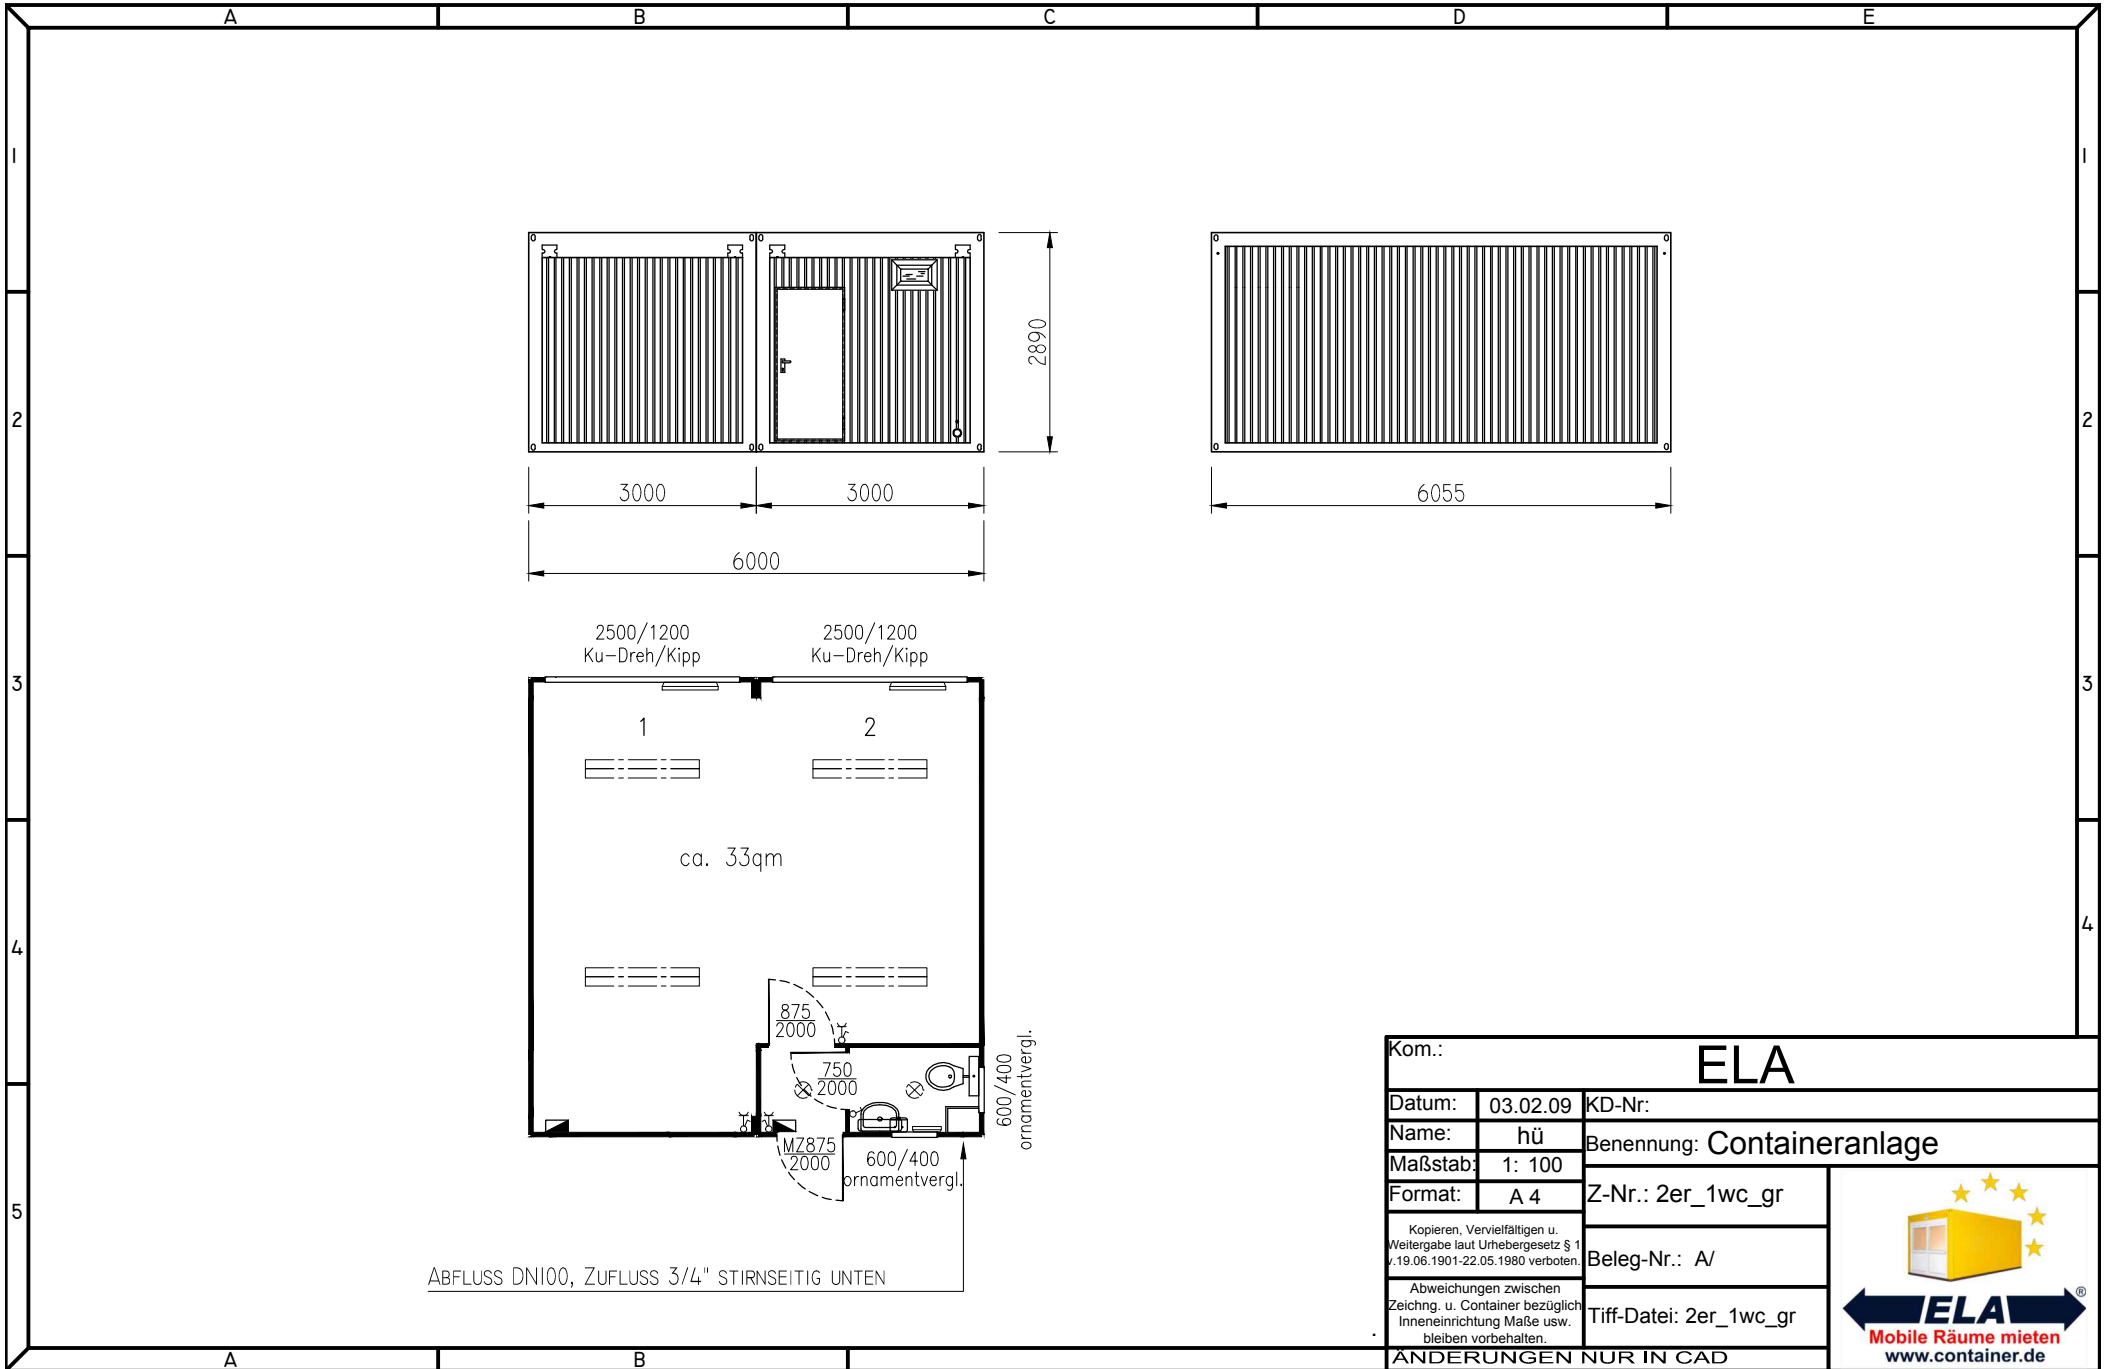 A B C D E
1 1
2890
2 2
3000 3000 6055
6000
2500/1200 2500/1200
Ku-Dreh/Kipp Ku-Dreh/Kipp
3 3
1 2
ca. 33qm
4 4
875
2000
750
2000
600/400
ornamentvergl.
MZ875
2000
600/400
ornamentvergl.
5
ABFLUSS DN100, ZUFLUSS 3/4" STIRNSEITIG UNTEN
Kom.: ELA
Datum: 03.02.09 KD-Nr:
Name: hü Benennung: Containeranlage
Maßstab: 1: 100
Format: A 4 Z-Nr.: 2er_1wc_gr
Kopieren, Vervielfältigen u.
Weitergabe laut Urhebergesetz § 1
v.19.06.1901-22.05.1980 verboten.
Beleg-Nr.: A/
Abweichungen zwischen
Zeichng. u. Container bezüglich
Inneneinrichtung Maße usw.
bleiben vorbehalten.
Tiff-Datei: 2er_1wc_gr
ÄNDERUNGEN NUR IN CAD
ELA ®
Mobile Räume mieten
www.container.de
A B